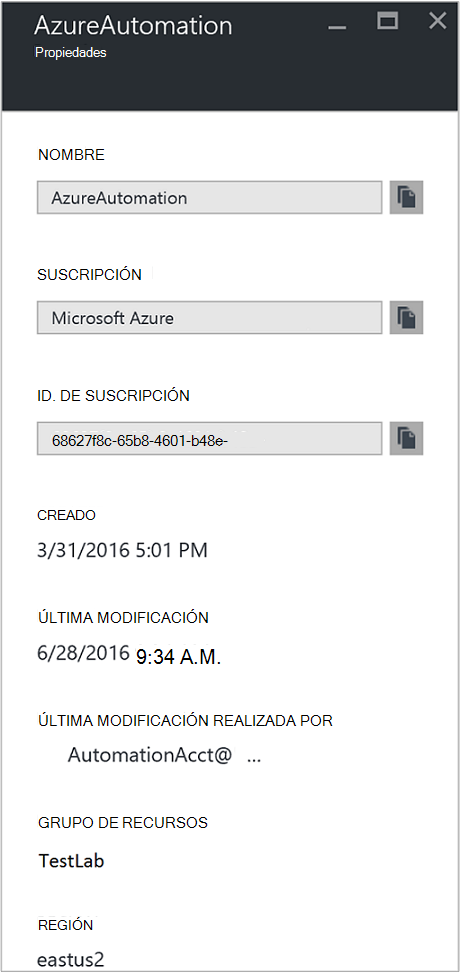 AzureAutomation
Propiedades
NOMBRE
AzureAutomation
SUSCRIPCIÓN
Microsoft Azure
ID. DE SUSCRIPCIÓN
68627f8c-65b8-4601-b48e-
CREADO
3/31/2016 5:01 PM
ÚLTIMA MODIFICACIÓN
6/28/2016 9:34 A.M.
ÚLTIMA MODIFICACIÓN REALIZADA POR
AutomationAcct@ ...
GRUPO DE RECURSOS
TestLab
REGIÓN
eastus2